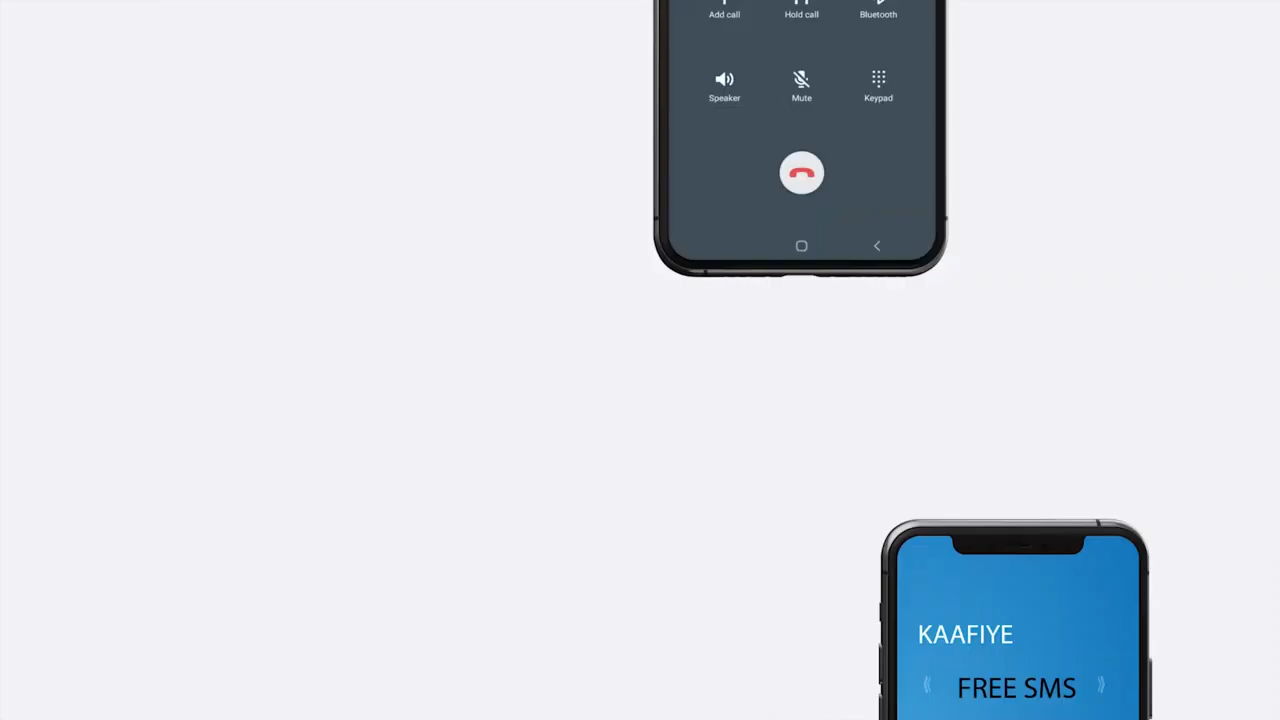 Add call Hold call Bluetooth
Speaker Mute Keypad
KAAFIYE
FREE SMS